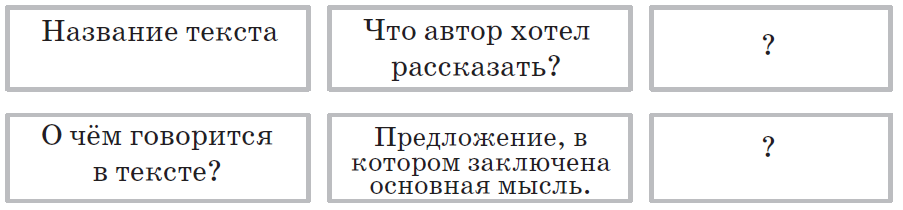 Название текста
Что автор хотел
рассказать?
?
О чём говорится
в тексте?
Предложение, в
котором заключена
основная мысль.
?